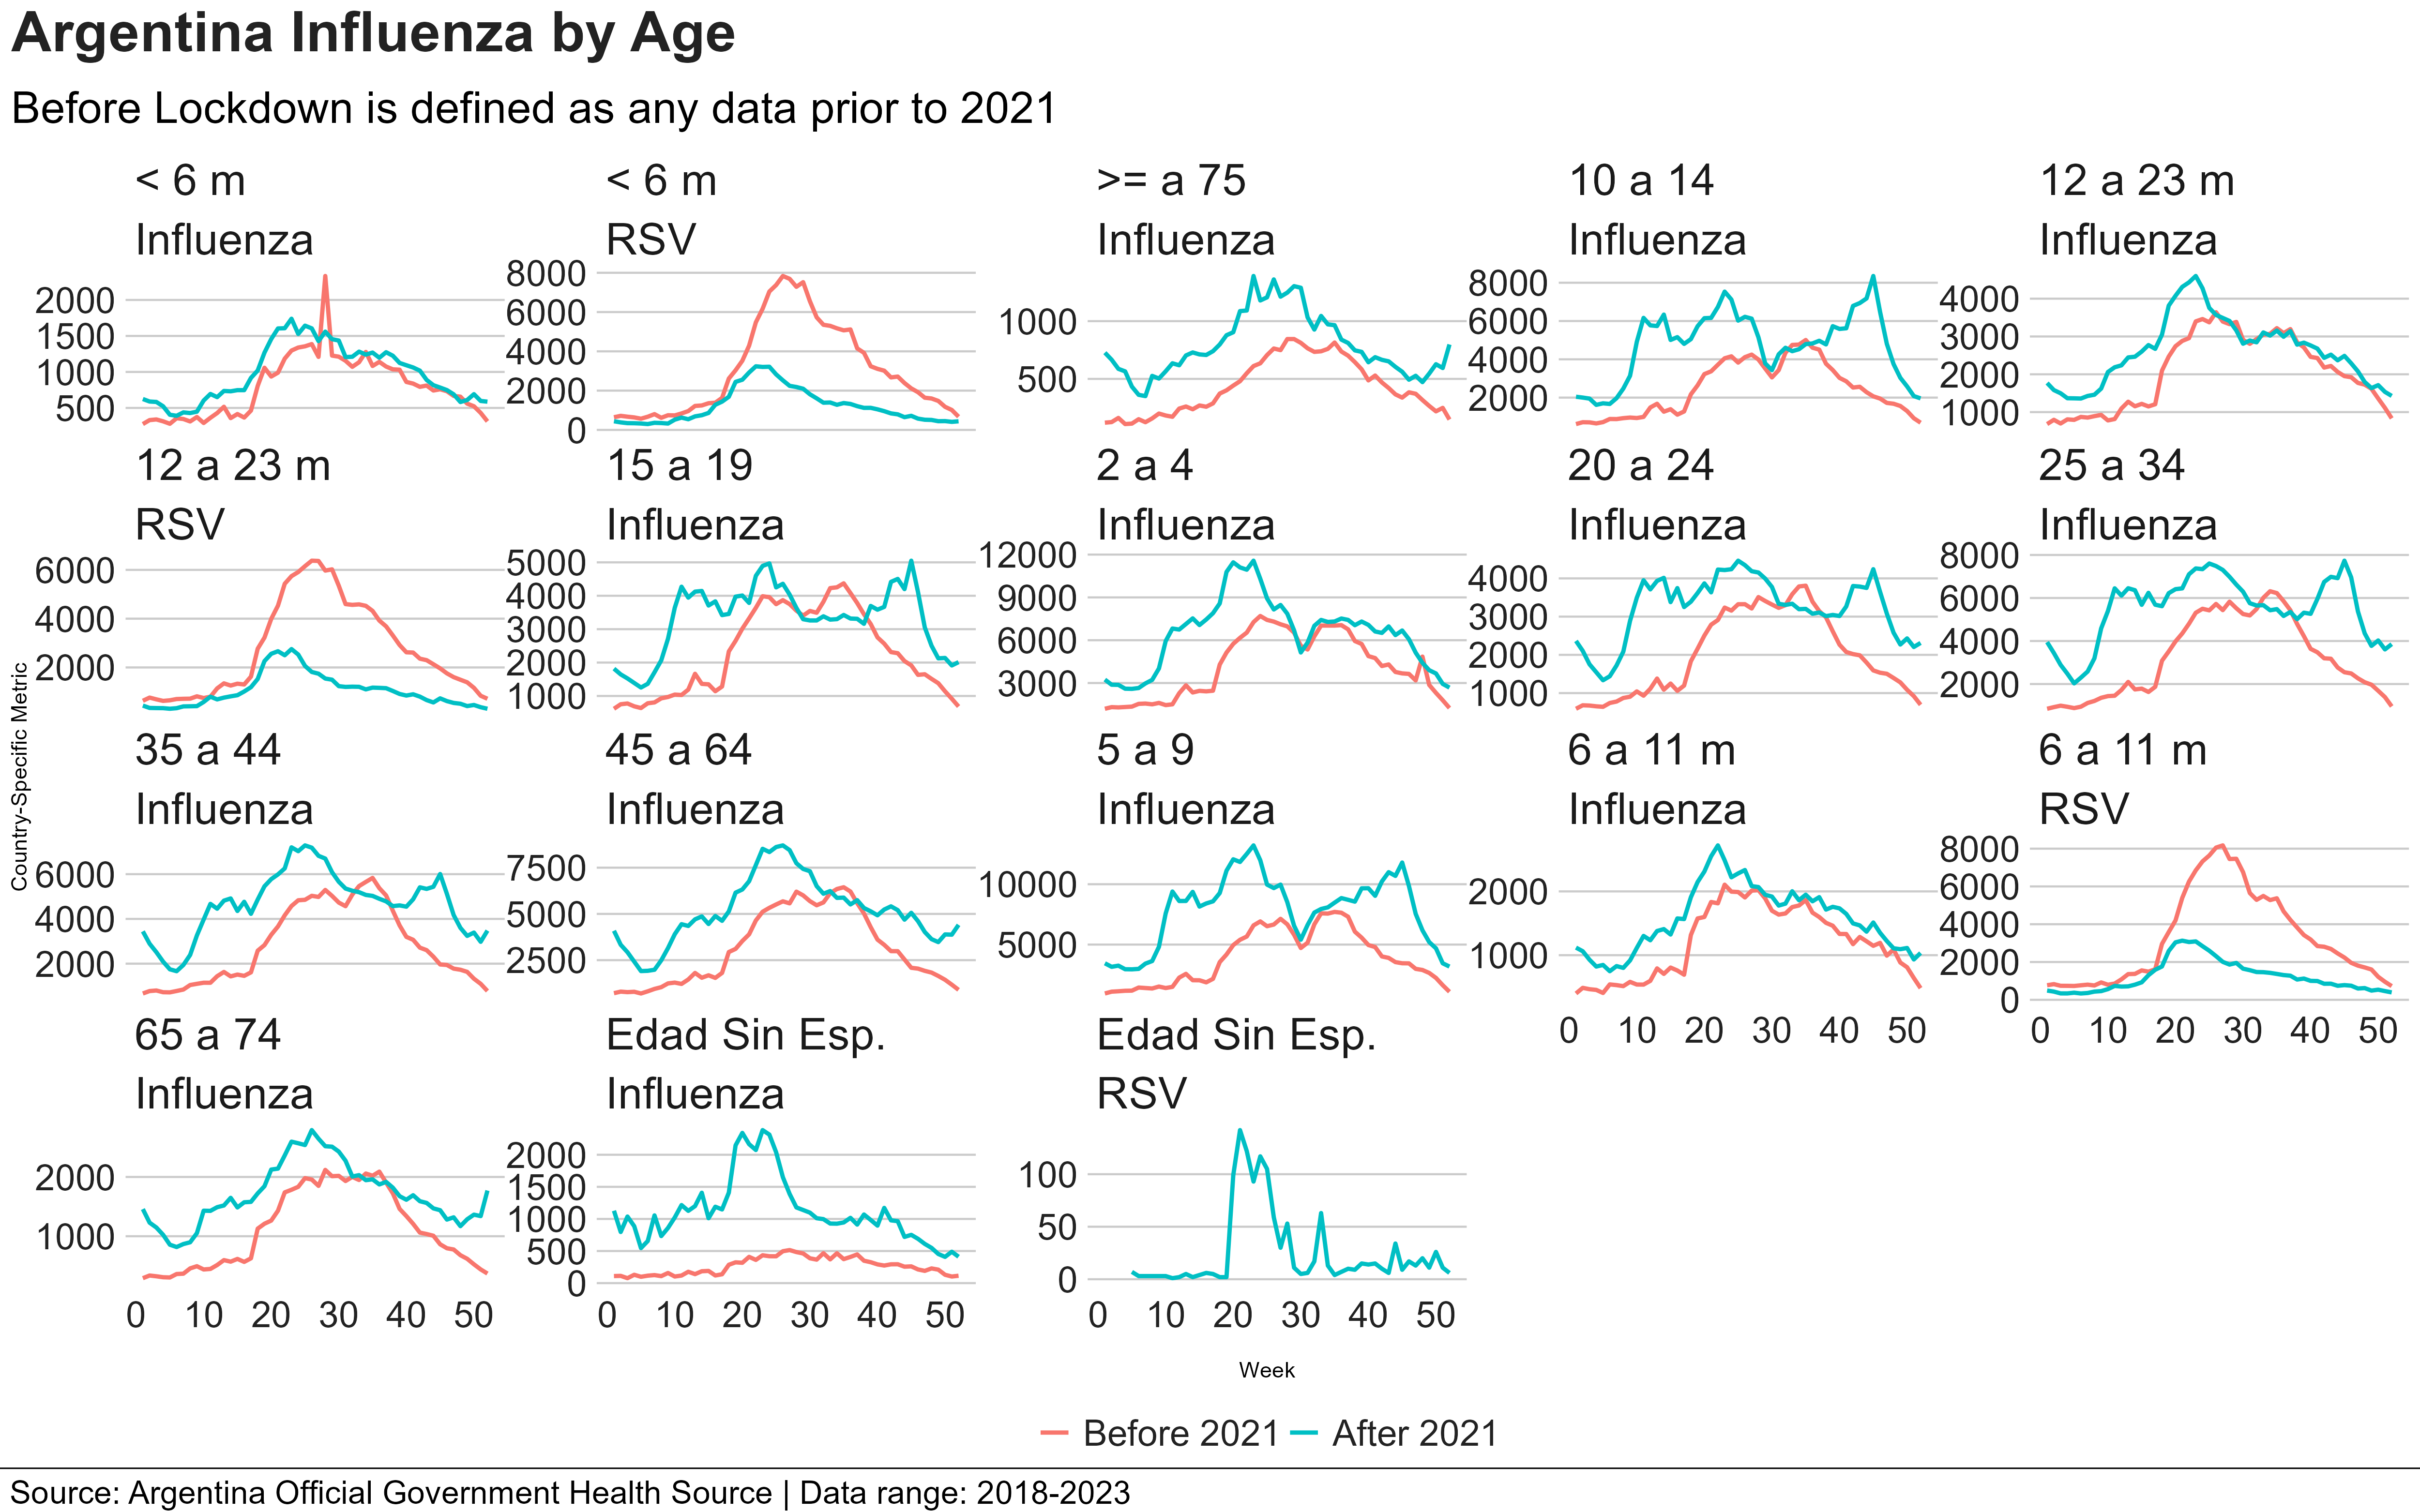 Argentina Influenza by Age
Before Lockdown is defined as any data prior to 2021
< 6 m
Influenza
2000
1500
1000
500
< 6 m
RSV
8000
6000
4000
2000
0
>= a 75
Influenza
1000
500
10 a 14
Influenza
8000
6000
4000
2000
12 a 23 m
Influenza
4000
3000
2000
1000
12 a 23 m
RSV
6000
4000
2000
15 a 19
Influenza
5000
4000
3000
2000
1000
2 a 4
Influenza
12000
9000
6000
3000
20 a 24
Influenza
4000
3000
2000
1000
25 a 34
Influenza
8000
6000
4000
2000
Country-Specific Metric
35 a 44
Influenza
6000
4000
2000
45 a 64
Influenza
7500
5000
2500
5 a 9
Influenza
10000
5000
6 a 11 m
Influenza
2000
1000
0 10 20 30 40 50
6 a 11 m
RSV
8000
6000
4000
2000
0
0 10 20 30 40 50
65 a 74
Influenza
2000
1000
0 10 20 30 40 50
Edad Sin Esp.
Influenza
2000
1500
1000
500
0
0 10 20 30 40 50
Edad Sin Esp.
RSV
100
50
0
0 10 20 30 40 50
Week
Before 2021 After 2021
Source: Argentina Official Government Health Source | Data range: 2018-2023